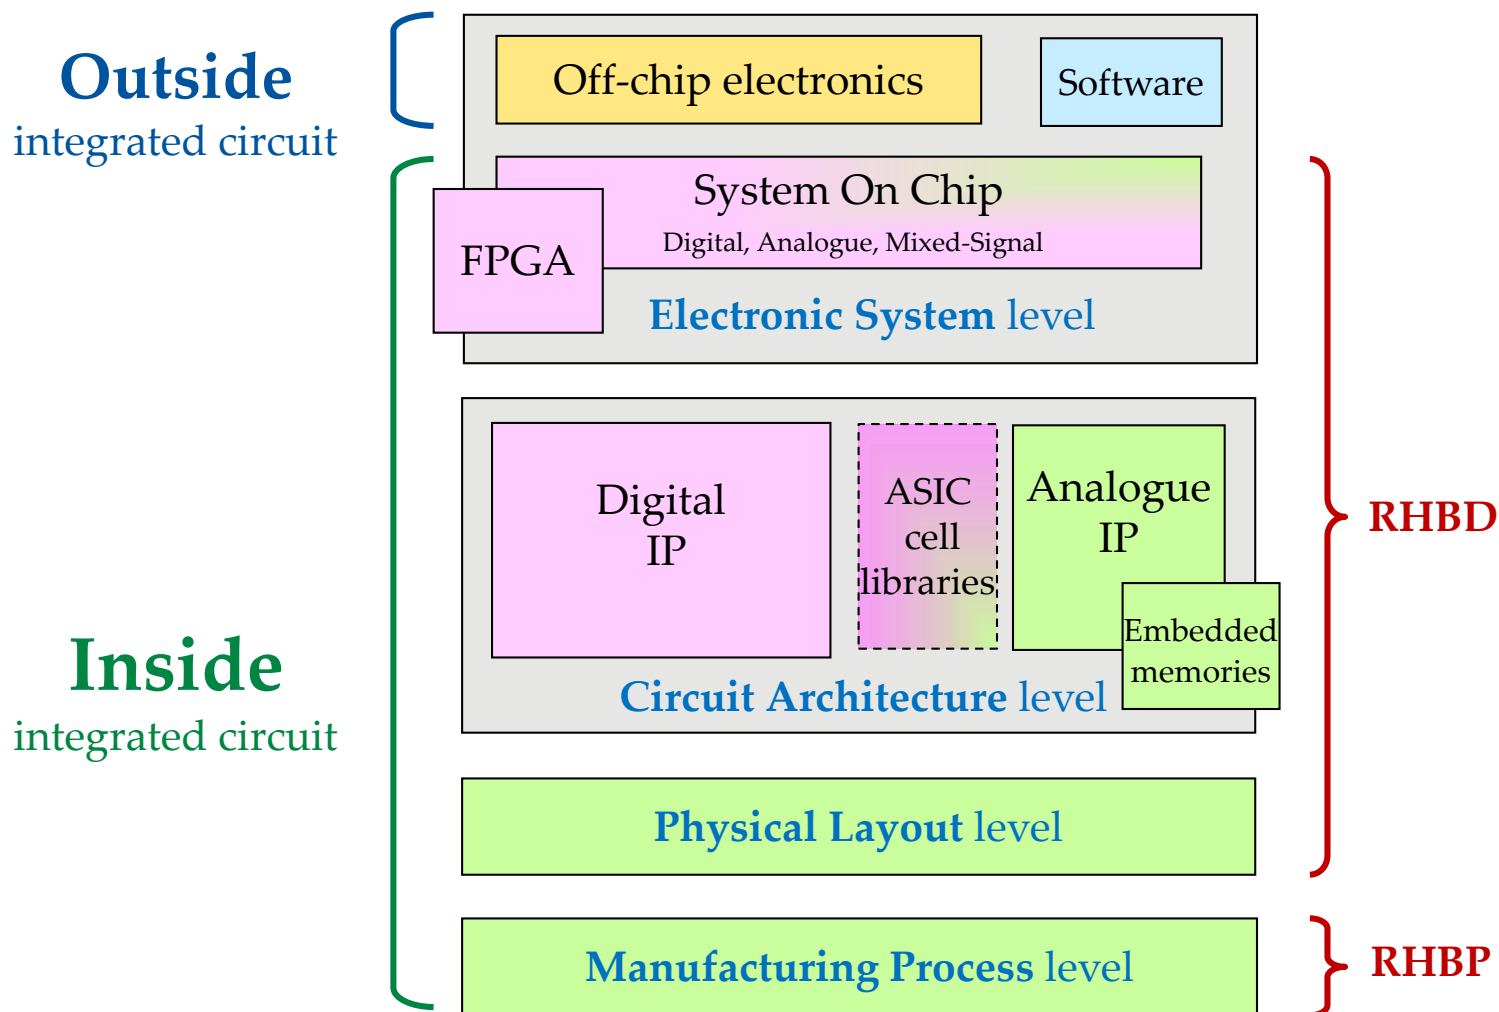 Outside
integrated circuit
Off-chip electronics
Software
System On Chip
Digital, Analogue, Mixed-Signal
FPGA
Electronic System level
Digital
IP
ASIC
cell
libraries
Analogue
IP
Embedded
memories
Circuit Architecture level
RHBD
Inside
integrated circuit
Physical Layout level
Manufacturing Process level
RHBP